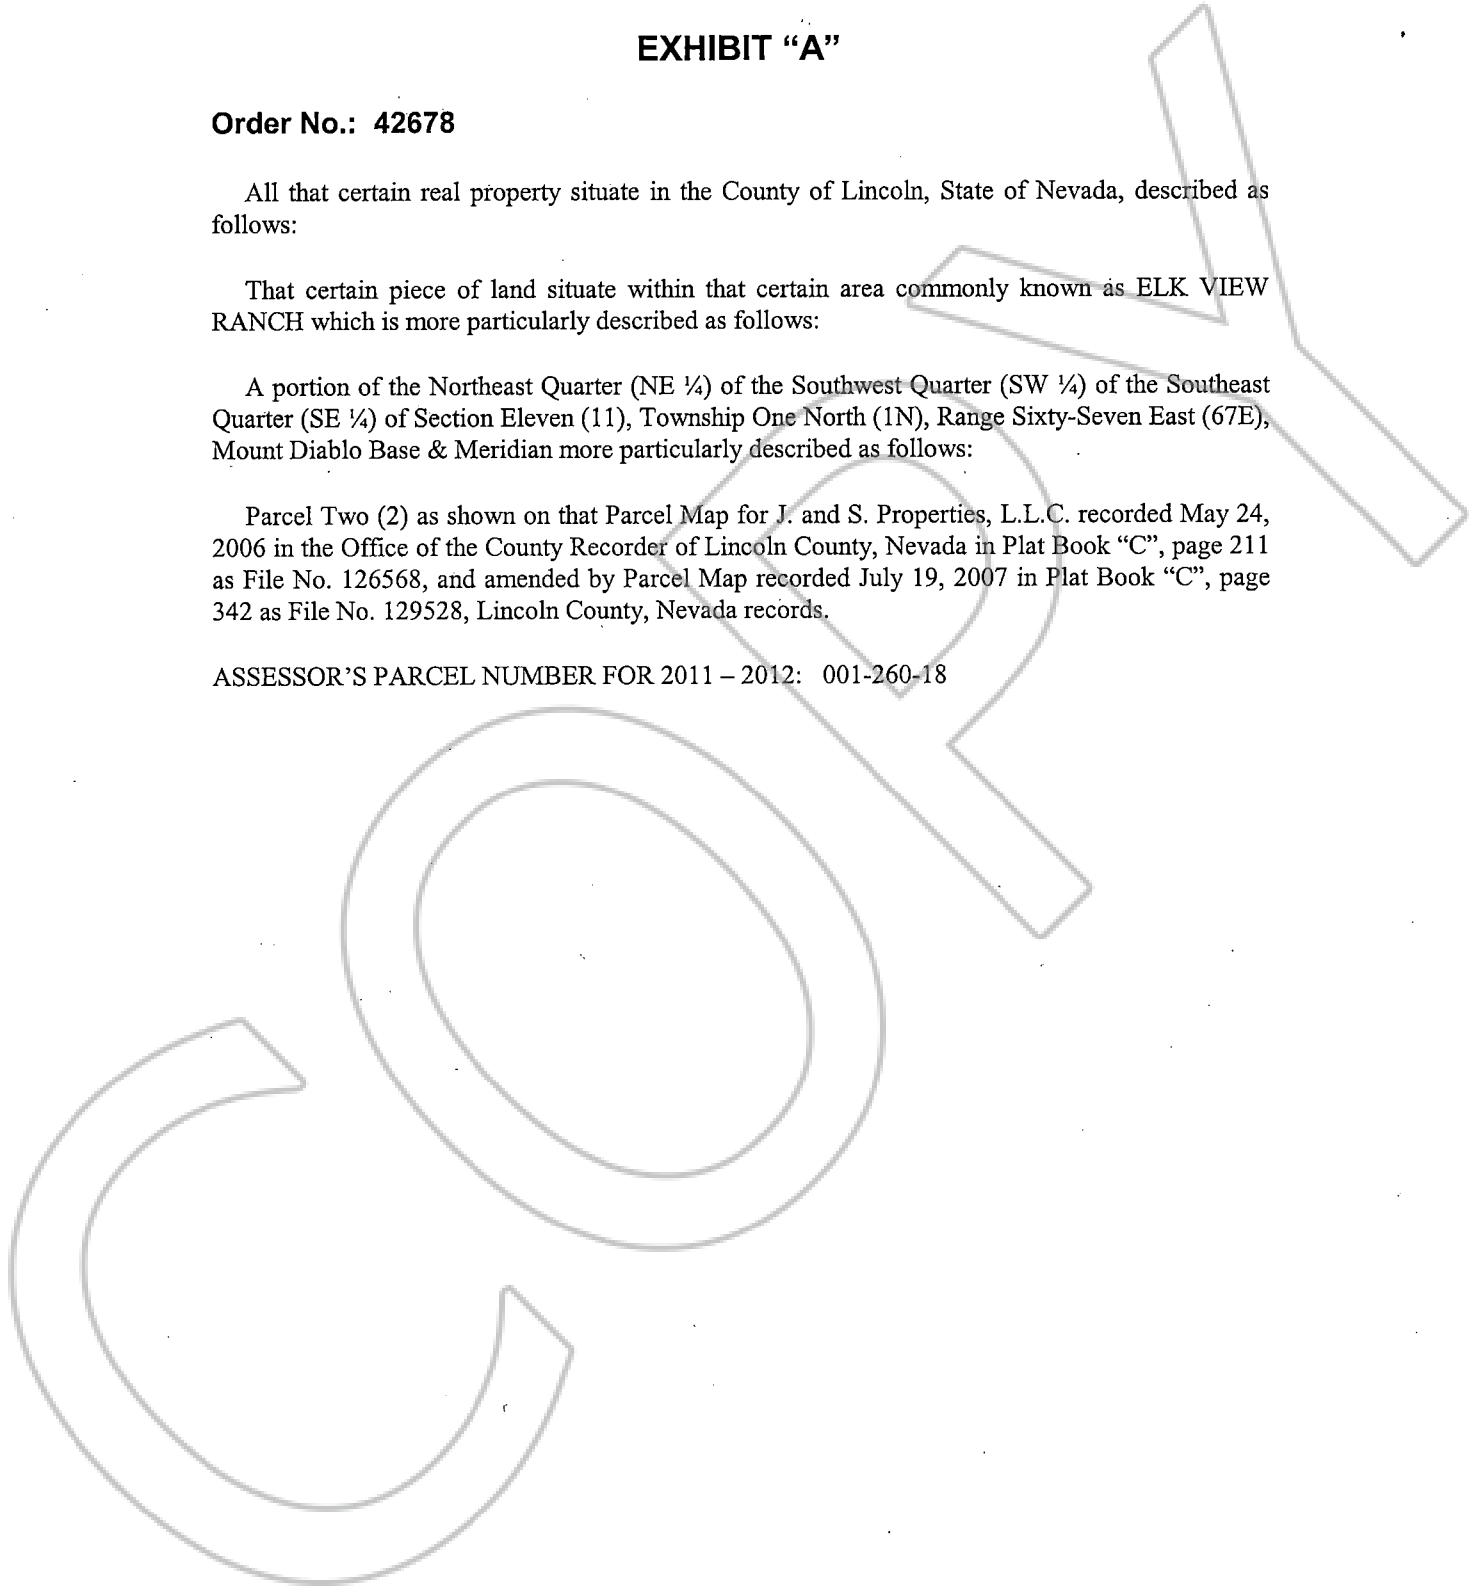 EXHIBIT “A”
Order No.: 42678
All that certain real property situate in the County of Lincoln, State of Nevada, described as
follows:
That certain piece of land situate within that certain area commonly known as ELK VIEW
RANCH which is more particularly described as follows:
A portion of the Northeast Quarter (NE ¼) of the Southwest Quarter (SW ¼) of the Southeast
Quarter (SE ¼) of Section Eleven (11), Township One North (1N), Range Sixty-Seven East (67E),
Mount Diablo Base & Meridian more particularly described as follows:
Parcel Two (2) as shown on that Parcel Map for J. and S. Properties, L.L.C. recorded May 24,
2006 in the Office of the County Recorder of Lincoln County, Nevada in Plat Book “C”, page 211
as File No. 126568, and amended by Parcel Map recorded July 19, 2007 in Plat Book “C”, page
342 as File No. 129528, Lincoln County, Nevada records.
ASSESSOR’S PARCEL NUMBER FOR 2011 – 2012: 001-260-18
COPY